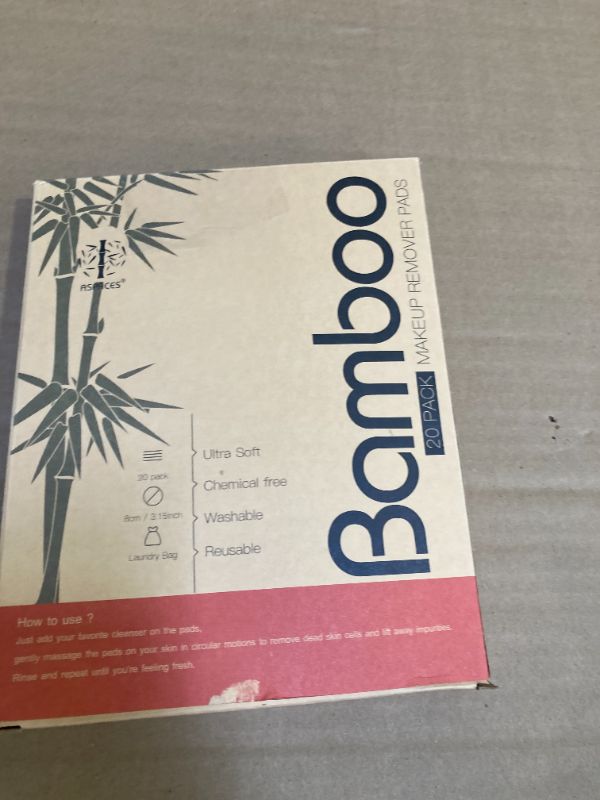 ASPACES®
Bamboo
20 PACK MAKEUP REMOVER PADS
20 pack
8cm / 3.15inch
Laundry Bag
Ultra Soft
Chemical free
Washable
Reusable
How to use ?
Just add your favorite cleanser on the pads,
gently massage the pads on your skin in circular motions to remove dead skin cells and lift away impurities.
Rinse and repeat until you're feeling fresh.